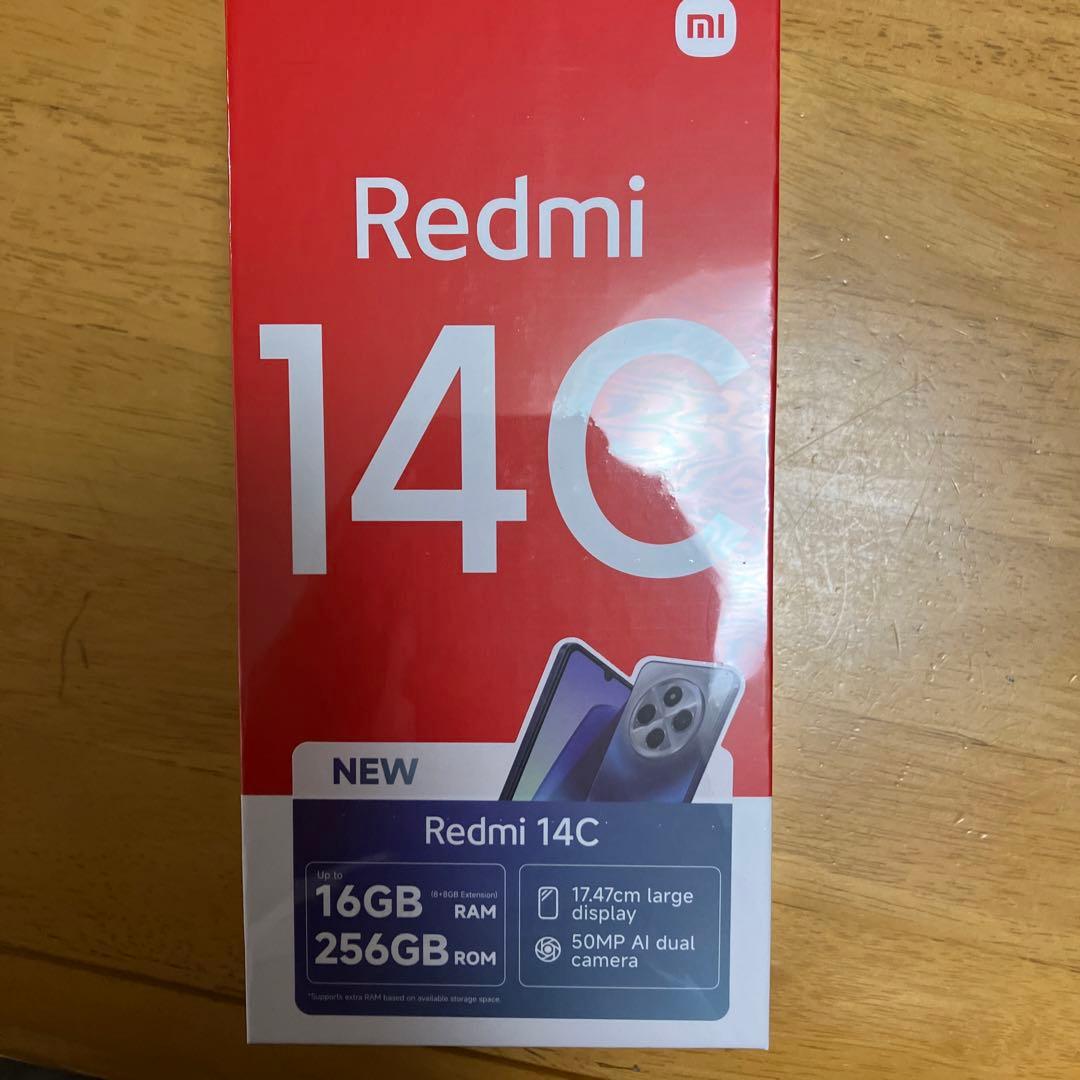 mi
Redmi
14C
NEW
Redmi 14C
Up to
16GB (8+8GB Extension) RAM
256GB ROM
17.47cm large
display
50MP AI dual
camera
*Supports extra RAM based on available storage space.